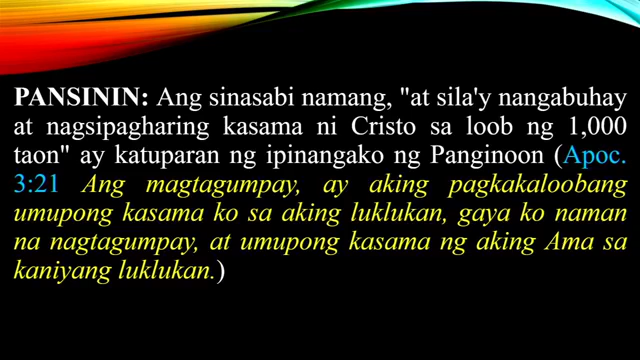 PANSININ: Ang sinasabi namang, "at sila'y nangabuhay
at nagsipagharing kasama ni Cristo sa loob ng 1,000
taon" ay katuparan ng ipinangako ng Panginoon (Apoc.
3:21 Ang magtagumpay, ay aking pagkakaloobang
umupong kasama ko sa aking luklukan, gaya ko naman
na nagtagumpay, at umupong kasama ng aking Ama sa
kaniyang luklukan.)